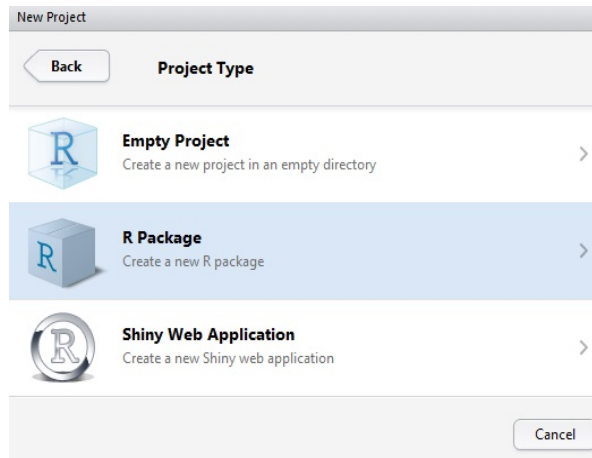 New Project
Back
Project Type
R
Empty Project
Create a new project in an empty directory
R
R Package
Create a new R package
R
Shiny Web Application
Create a new Shiny web application
Cancel